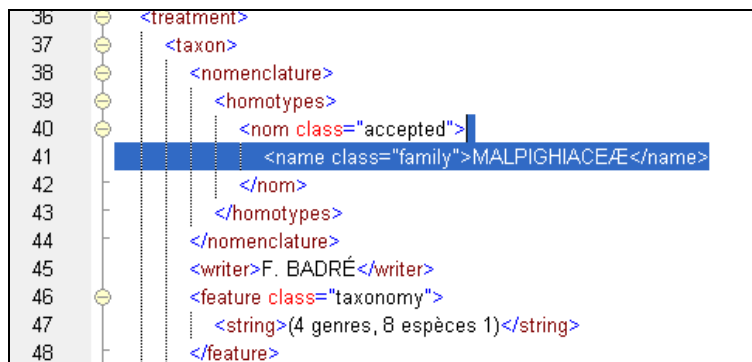 36 <treatment>
37 <taxon>
38 <nomenclature>
39 <homotypes>
40 <nom class="accepted">
41 <name class="family">MALPIGHIACEÆ</name>
42 </nom>
43 </homotypes>
44 </nomenclature>
45 <writer>F. BADRÉ</writer>
46 <feature class="taxonomy">
47 <string>(4 genres, 8 espèces 1)</string>
48 </feature>